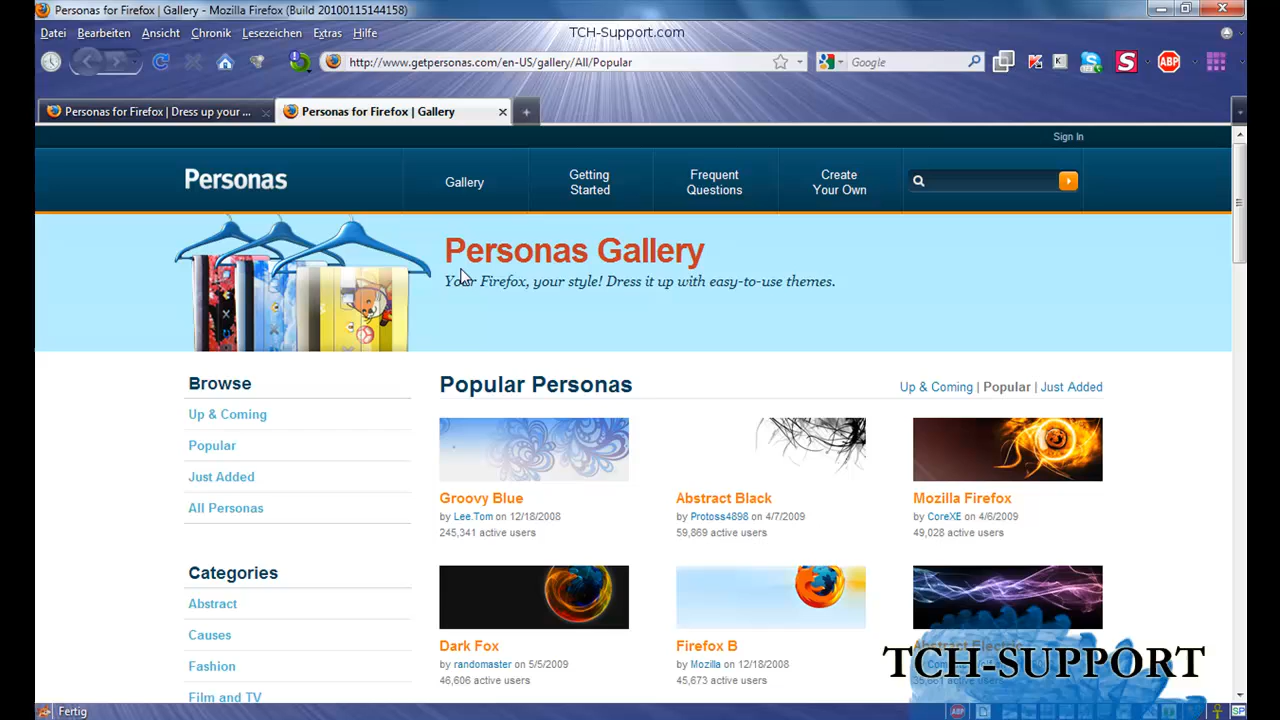 Personas for Firefox | Gallery - Mozilla Firefox (Build 20100115144158)
Datei Bearbeiten Ansicht Chronik Lesezeichen Extras Hilfe
TCH-Support.com
http://www.getpersonas.com/en-US/gallery/All/Popular
Google
K
S
ABP
Personas for Firefox | Dress up your ...
Personas for Firefox | Gallery
Sign In
Personas
Gallery
Getting Started
Frequent Questions
Create Your Own
Personas Gallery
Your Firefox, your style! Dress it up with easy-to-use themes.
Browse
Up & Coming
Popular
Just Added
All Personas
Categories
Abstract
Causes
Fashion
Film and TV
Popular Personas
Up & Coming | Popular | Just Added
Groovy Blue
by Lee.Tom on 12/18/2008
245,341 active users
Abstract Black
by Protoss4898 on 4/7/2009
59,869 active users
Mozilla Firefox
by CoreXE on 4/6/2009
49,028 active users
Dark Fox
by randomaster on 5/5/2009
46,606 active users
Firefox B
by Mozilla on 12/18/2008
45,673 active users
Abstract Electric
TCH-SUPPORT
Fertig
ABP
SP